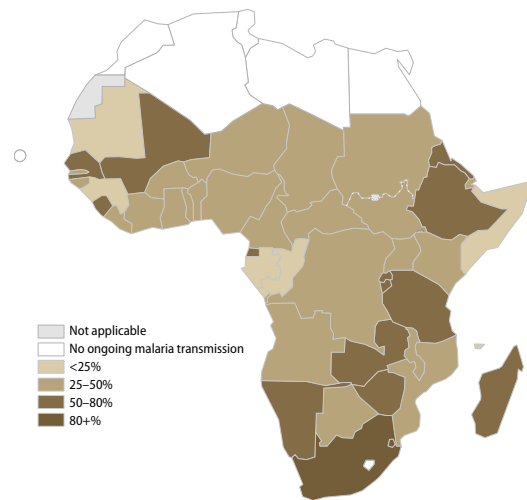 Not applicable
No ongoing malaria transmission
<25%
25–50%
50–80%
80+%